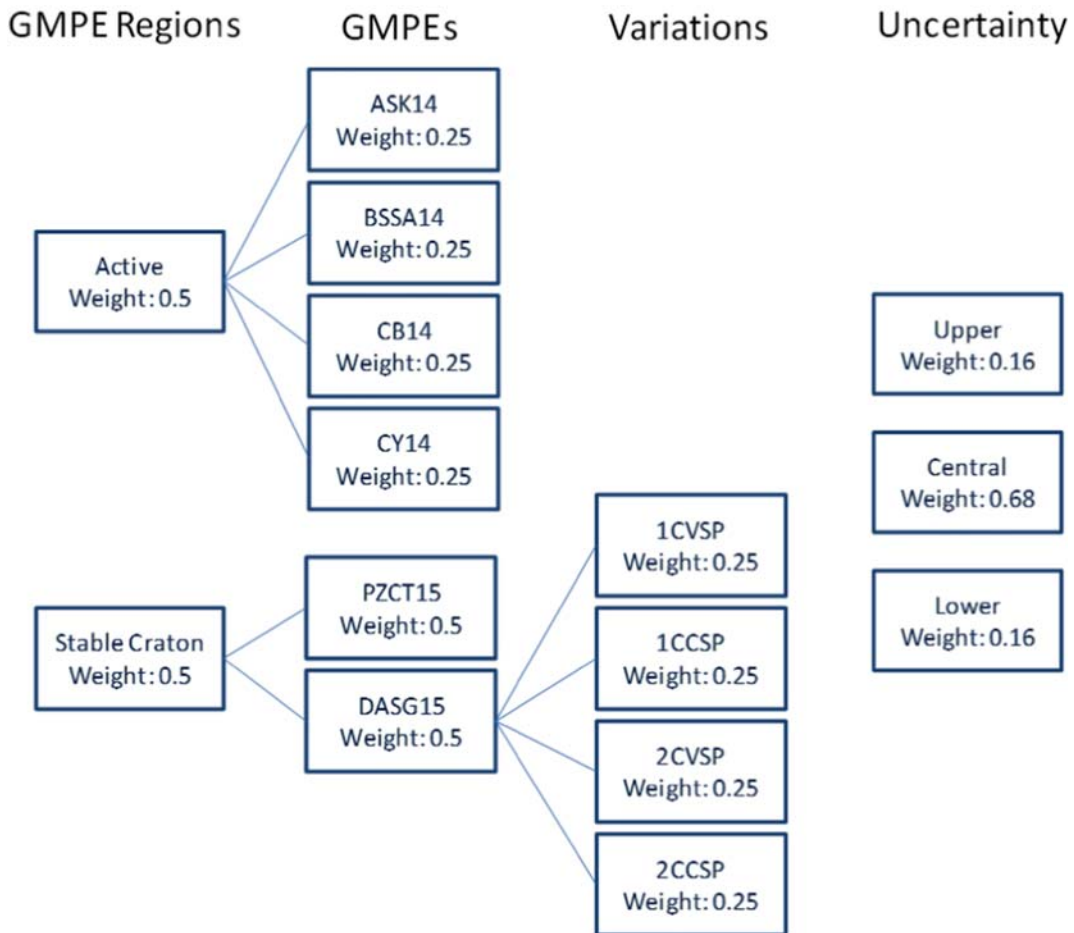 GMPE Regions
GMPEs
Variations
Uncertainty
Active
Weight: 0.5
Stable Craton
Weight: 0.5
ASK14
Weight: 0.25
BSSA14
Weight: 0.25
CB14
Weight: 0.25
CY14
Weight: 0.25
PZCT15
Weight: 0.5
DASG15
Weight: 0.5
1CVSP
Weight: 0.25
1CCSP
Weight: 0.25
2CVSP
Weight: 0.25
2CCSP
Weight: 0.25
Upper
Weight: 0.16
Central
Weight: 0.68
Lower
Weight: 0.16